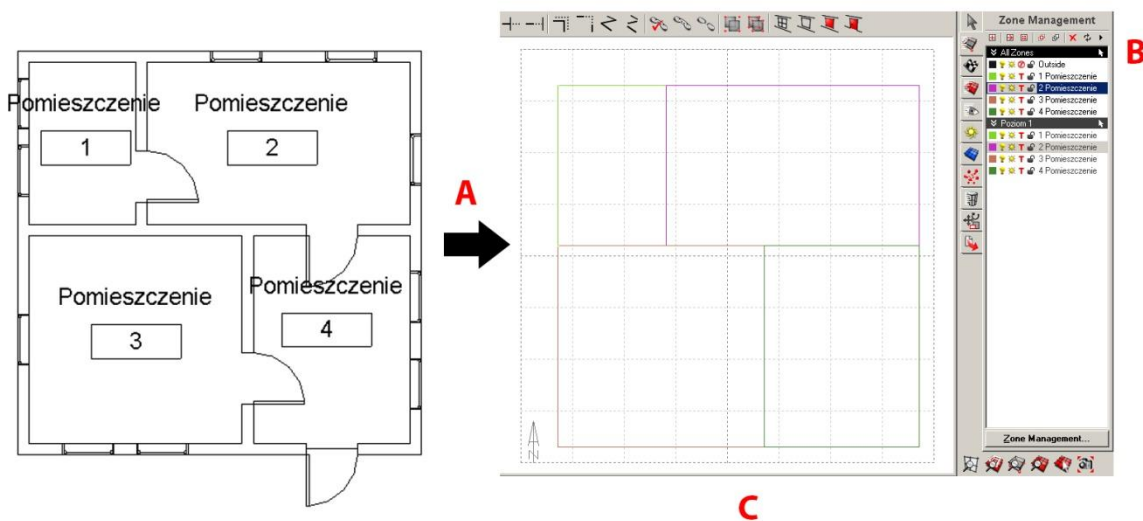 Pomieszczenie
1
Pomieszczenie
2
Pomieszczenie
3
Pomieszczenie
4
A
Zone Management
All Zones
Outside
1 Pomieszczenie
2 Pomieszczenie
3 Pomieszczenie
4 Pomieszczenie
Poziom 1
1 Pomieszczenie
2 Pomieszczenie
3 Pomieszczenie
4 Pomieszczenie
Zone Management...
B
C